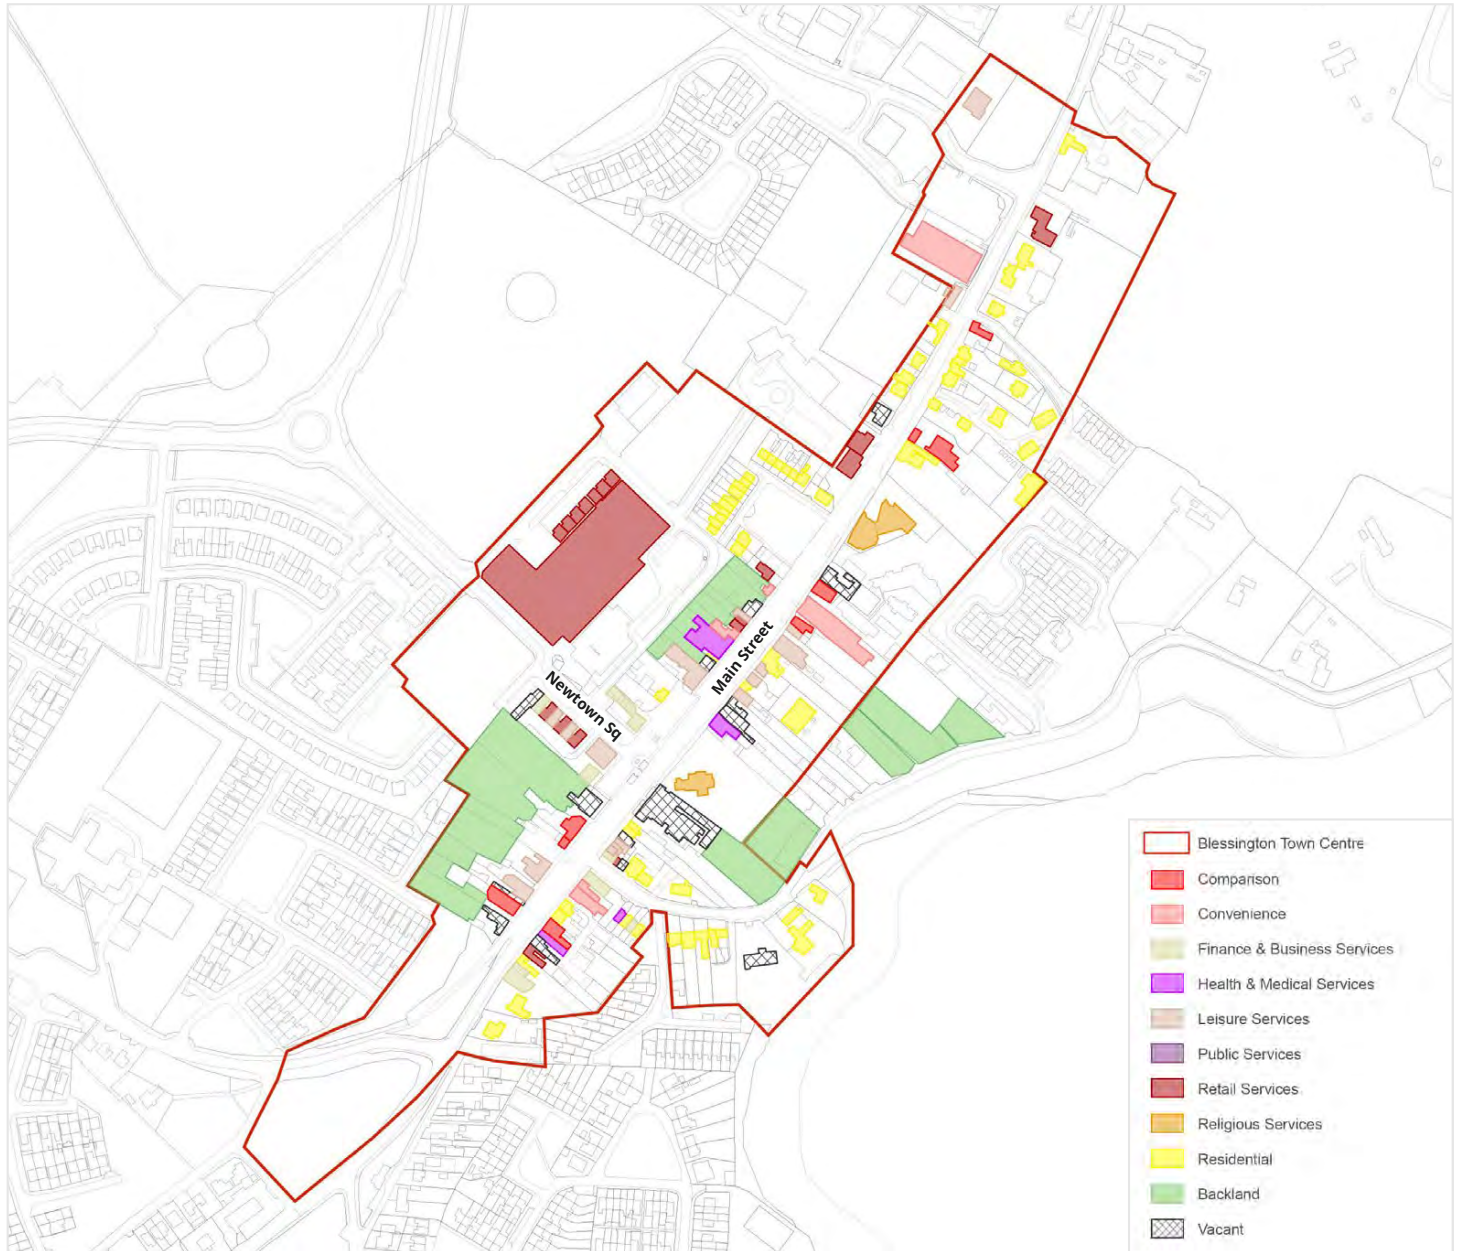 Main Street
Newtown Sq
Blessington Town Centre
Comparison
Convenience
Finance & Business Services
Health & Medical Services
Leisure Services
Public Services
Retail Services
Religious Services
Residential
Backland
Vacant